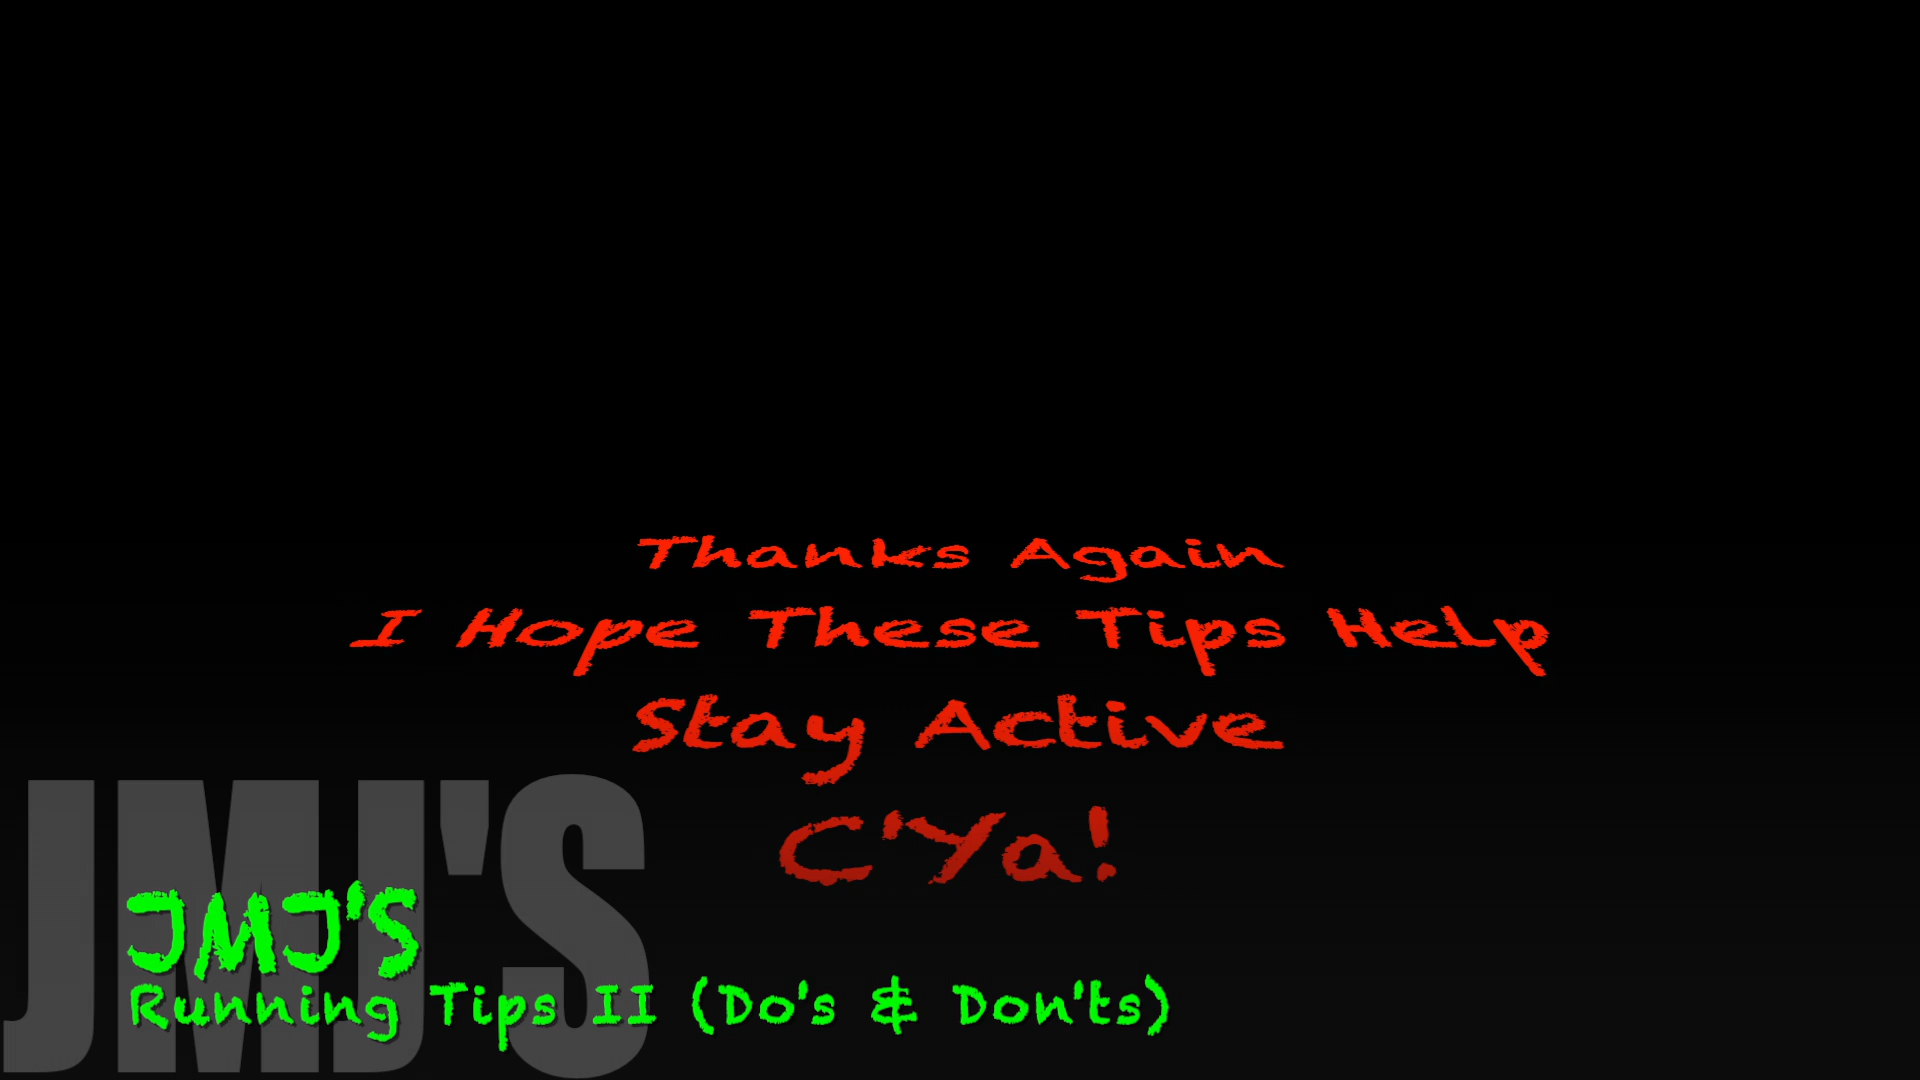 Thanks Again
I Hope These Tips Help
Stay Active
C'Ya!
JMJ'S
JMJ'S
Running Tips II (Do's & Don'ts)